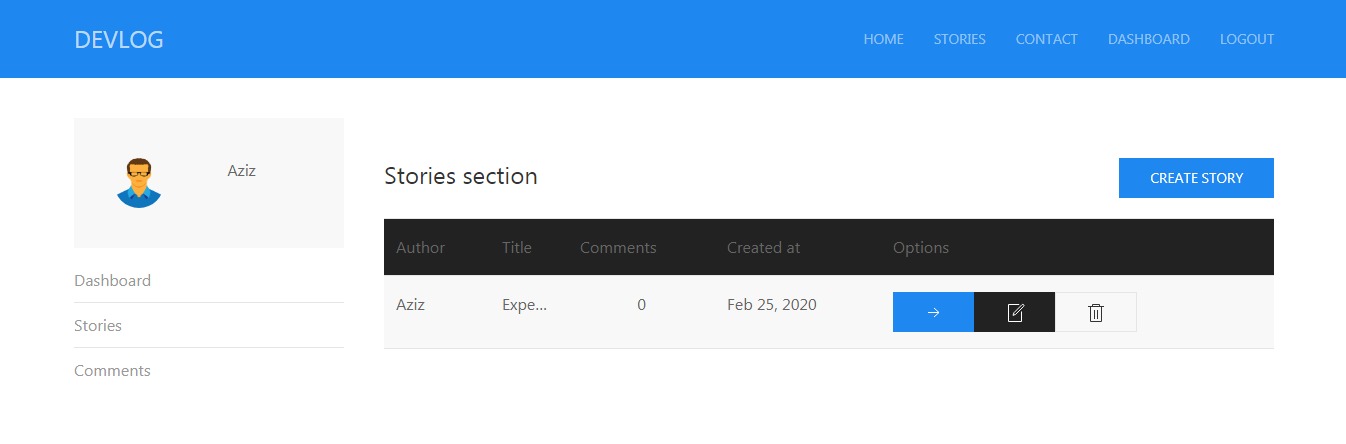 DEVLOG
HOME STORIES CONTACT DASHBOARD LOGOUT
Aziz
Dashboard
Stories
Comments
Stories section
CREATE STORY
Author Title Comments Created at Options
Aziz Expe... 0 Feb 25, 2020